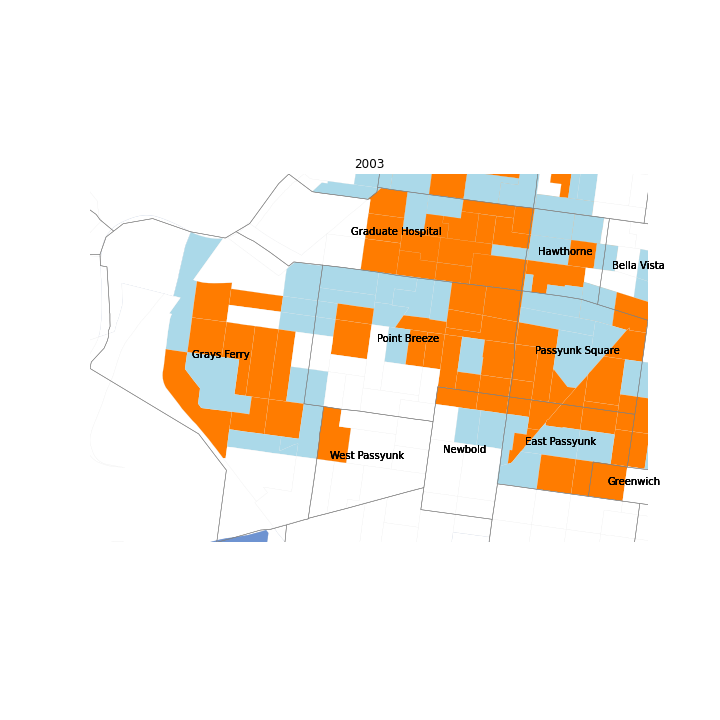 2003
Graduate Hospital
Hawthorne
Bella Vista
Point Breeze
Passyunk Square
Grays Ferry
East Passyunk
Newbold
West Passyunk
Greenwich